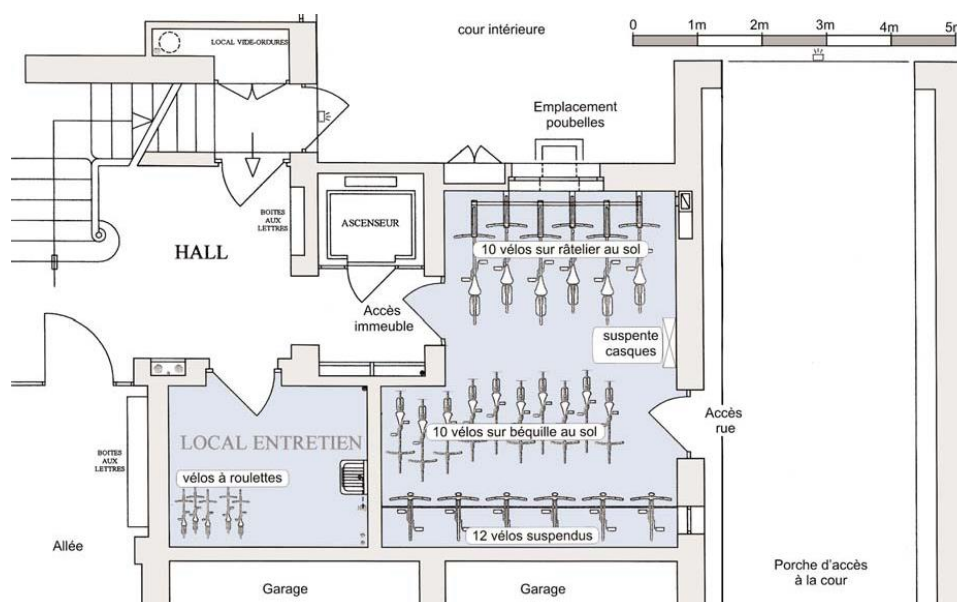 0
1m
2m
3m
4m
5m
cour intérieure
LOCAL VIDE-ORDURES
Emplacement
poubelles
BOITES
AUX
LETTRES
ASCENSEUR
HALL
10 vélos sur râtelier au sol
Accès
immeuble
suspente
casques
Accès
rue
LOCAL ENTRETIEN
10 vélos sur béquille au sol
BOITES
AUX
LETTRES
vélos à roulettes
12 vélos suspendus
Allée
Garage
Garage
Porche d'accès
à la cour